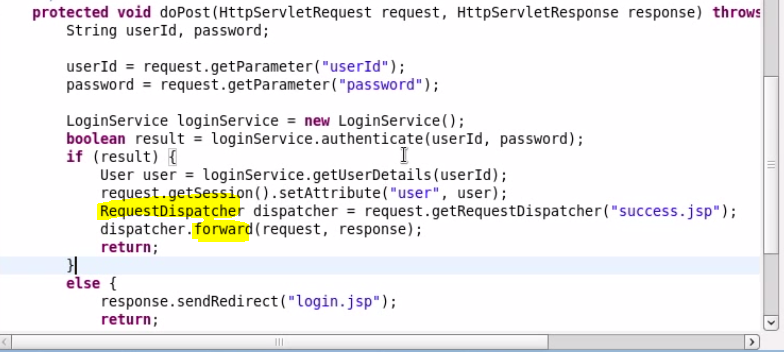 protected void doPost(HttpServletRequest request, HttpServletResponse response) throws
String userId, password;
userId = request.getParameter("userId");
password = request.getParameter("password");
LoginService loginService = new LoginService();
boolean result = loginService.authenticate(userId, password);
if (result) {
User user = loginService.getUserDetails(userId);
request.getSession().setAttribute("user", user);
RequestDispatcher dispatcher = request.getRequestDispatcher("success.jsp");
dispatcher.forward(request, response);
return;
}
else {
response.sendRedirect("login.jsp");
return;